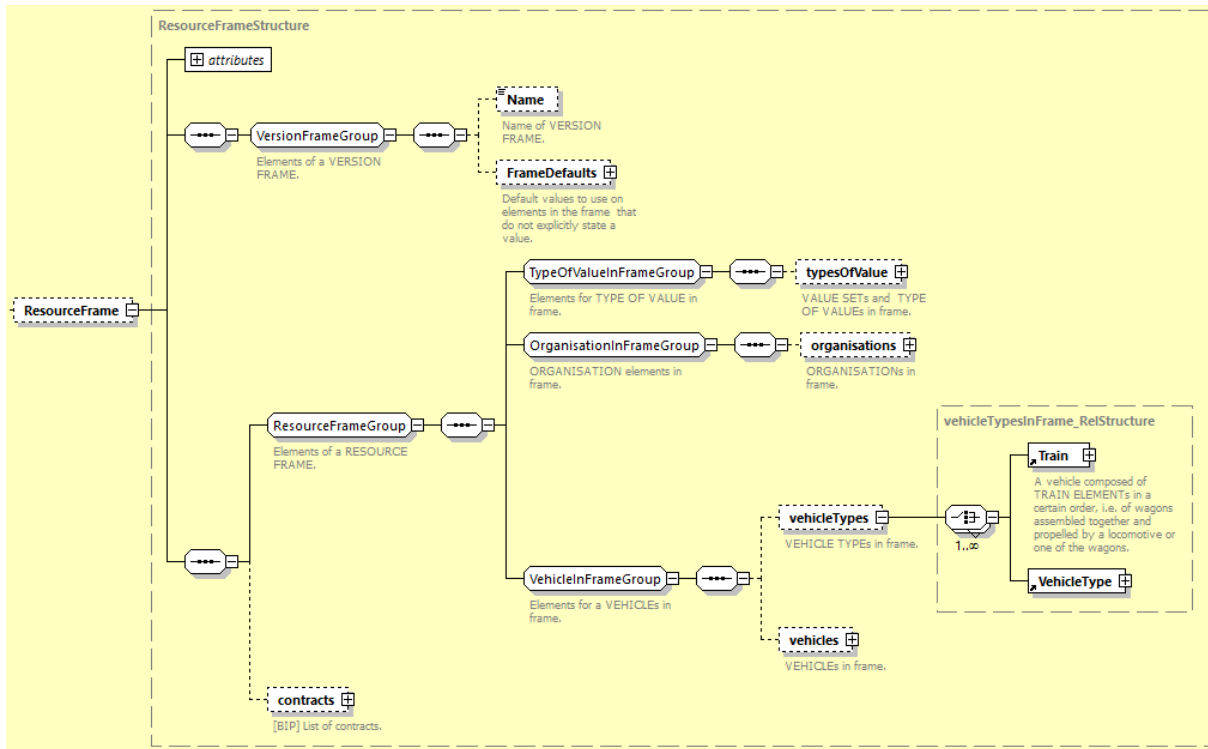 ResourceFrameStructure
attributes
VersionFrameGroup
Elements of a VERSION
FRAME.
Name
Name of VERSION
FRAME.
FrameDefaults
Default values to use on
elements in the frame that
do not explicitly state a
value.
ResourceFrame
TypeOfValueInFrameGroup
Elements for TYPE OF VALUE in
frame.
typesOfValue
VALUE SETs and TYPE
OF VALUEs in frame.
OrganisationInFrameGroup
ORGANISATION elements in
frame.
organisations
ORGANISATIONs in
frame.
ResourceFrameGroup
Elements of a RESOURCE
FRAME.
vehicleTypesInFrame_RelStructure
Train
A vehicle composed of
TRAIN ELEMENTs in a
certain order, i.e. of wagons
assembled together and
propelled by a locomotive or
one of the wagons.
vehicleTypes
VEHICLE TYPEs in frame.
1..∞
VehicleType
VehicleInFrameGroup
Elements for a VEHICLEs in
frame.
vehicles
VEHICLEs in frame.
contracts
[BIP] List of contracts.